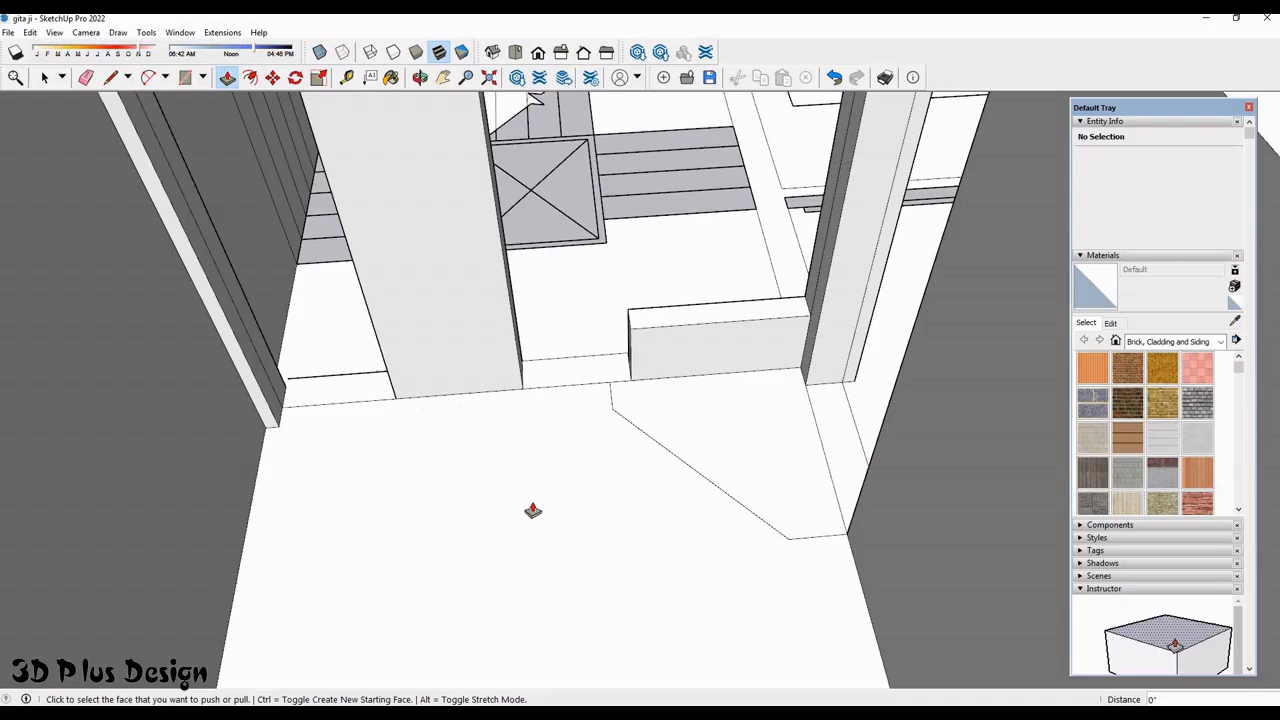 gita ji - SketchUp Pro 2022
File Edit View Camera Draw Tools Window Extensions Help
J F M A M J J A S O N D 06:42 AM Noon 04:46 PM
A1
Default Tray
Entity Info
No Selection
Materials
Default
Select Edit
Brick, Cladding and Siding
Components
Styles
Tags
Shadows
Scenes
Instructor
3D Plus Design
Click to select the face that you want to push or pull. | Ctrl = Toggle Create New Starting Face. | Alt = Toggle Stretch Mode.
Distance 0"